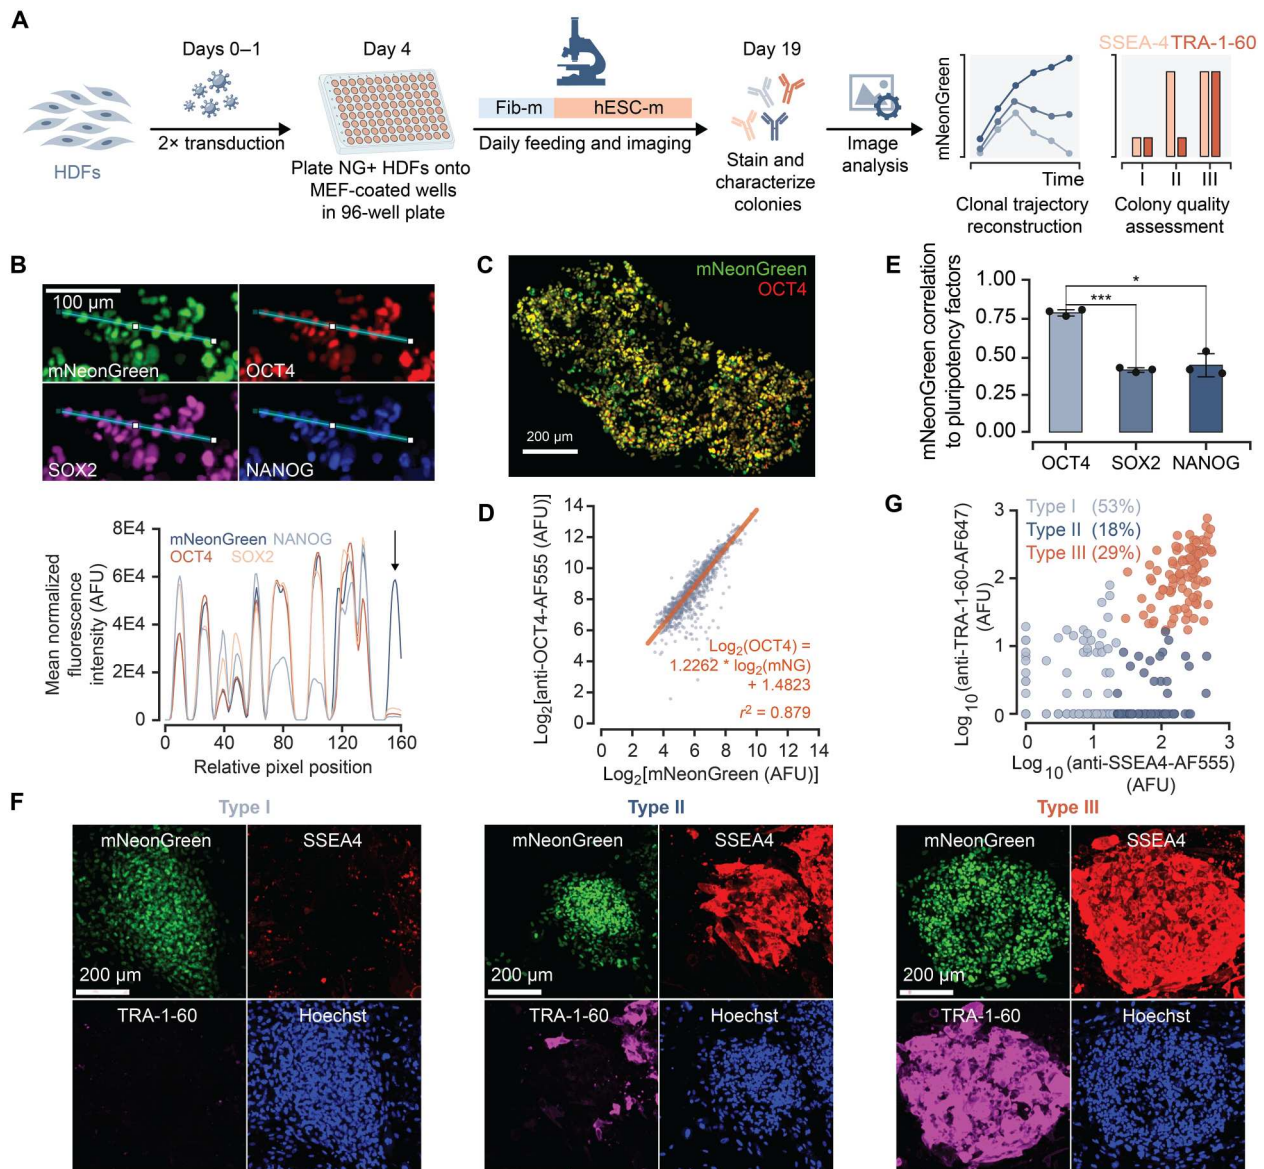 A
Days 0–1
Day 4
Day 19
SSEA-4 TRA-1-60
HDFs
2× transduction
Plate NG+ HDFs onto
MEF-coated wells
in 96-well plate
Fib-m
hESC-m
Daily feeding and imaging
Stain and
characterize
colonies
Image
analysis
mNeonGreen
Time
Clonal trajectory
reconstruction
I II III
Colony quality
assessment
B
100 µm
mNeonGreen
OCT4
SOX2
NANOG
Mean normalized
fluorescence
intensity (AFU)
8E4
6E4
4E4
2E4
0
mNeonGreen NANOG
OCT4 SOX2
0 40 80 120 160
Relative pixel position
C
mNeonGreen
OCT4
200 µm
D
Log2[anti-OCT4-AF555 (AFU)]
14
12
10
8
6
4
2
0
Log2(OCT4) =
1.2262 * log2(mNG)
+ 1.4823
r² = 0.879
0 2 4 6 8 10 12 14
Log2[mNeonGreen (AFU)]
E
mNeonGreen correlation
to pluripotency factors
1.00
0.75
0.50
0.25
0.00
*
***
OCT4 SOX2 NANOG
G
Log10(anti-TRA-1-60-AF647)
(AFU)
3
2
1
0
Type I (53%)
Type II (18%)
Type III (29%)
0 1 2 3
Log10(anti-SSEA4-AF555)
(AFU)
F
Type I
mNeonGreen
SSEA4
200 µm
TRA-1-60
Hoechst
Type II
mNeonGreen
SSEA4
200 µm
TRA-1-60
Hoechst
Type III
mNeonGreen
SSEA4
200 µm
TRA-1-60
Hoechst